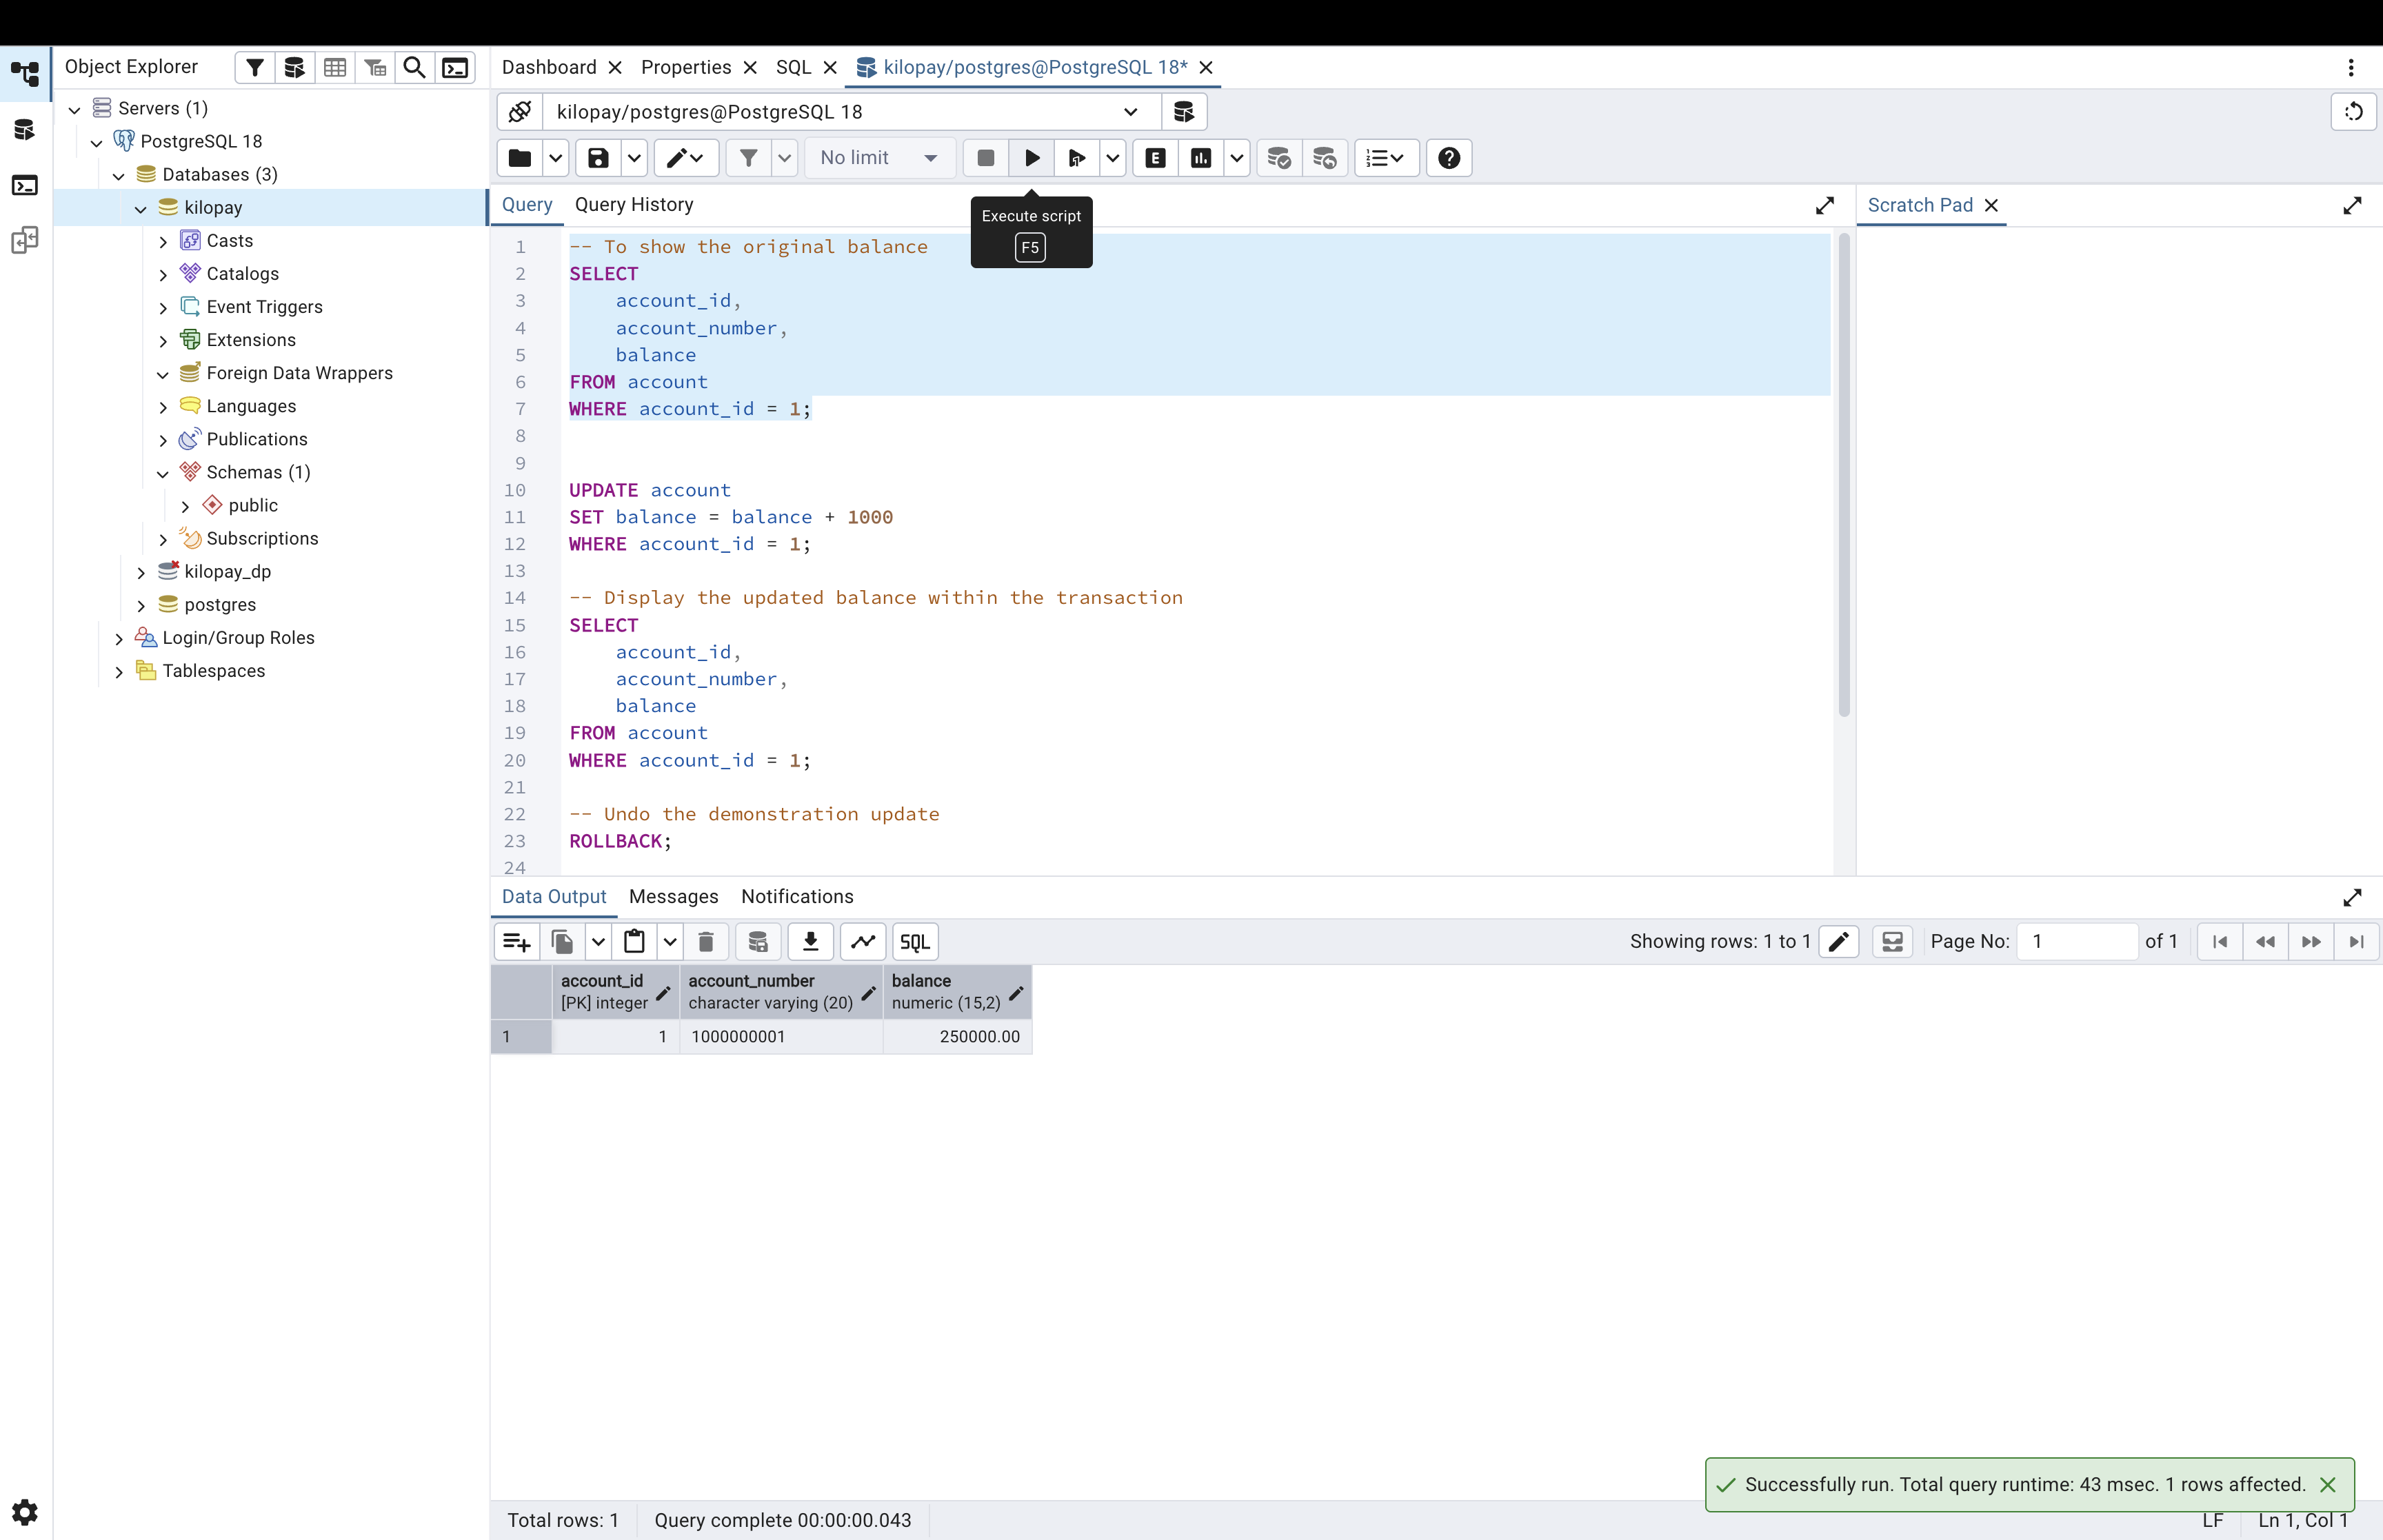 Object Explorer
Servers (1)
PostgreSQL 18
Databases (3)
kilopay
Casts
Catalogs
Event Triggers
Extensions
Foreign Data Wrappers
Languages
Publications
Schemas (1)
public
Subscriptions
kilopay_dp
postgres
Login/Group Roles
Tablespaces
Dashboard Properties SQL kilopay/postgres@PostgreSQL 18*
kilopay/postgres@PostgreSQL 18
No limit E
Execute script
F5
Query Query History
Scratch Pad
1 -- To show the original balance
2 SELECT
3 account_id,
4 account_number,
5 balance
6 FROM account
7 WHERE account_id = 1;
8
9
10 UPDATE account
11 SET balance = balance + 1000
12 WHERE account_id = 1;
13
14 -- Display the updated balance within the transaction
15 SELECT
16 account_id,
17 account_number,
18 balance
19 FROM account
20 WHERE account_id = 1;
21
22 -- Undo the demonstration update
23 ROLLBACK;
24
Data Output Messages Notifications
SQL Showing rows: 1 to 1 Page No: 1 of 1
account_id account_number balance
[PK] integer character varying (20) numeric (15,2)
1 1 1000000001 250000.00
Successfully run. Total query runtime: 43 msec. 1 rows affected.
Total rows: 1 Query complete 00:00:00.043 LF Ln 1, Col 1